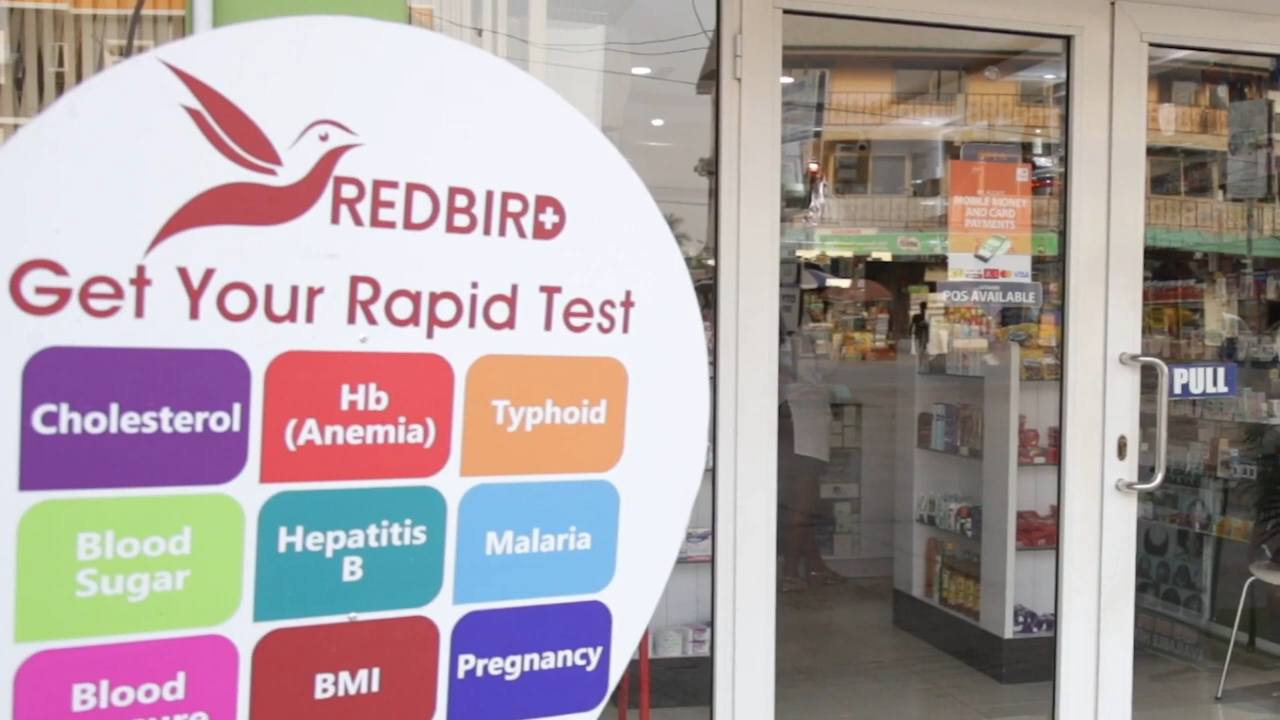 REDBIRD
Get Your Rapid Test
Cholesterol
Hb
(Anemia)
Typhoid
Blood
Sugar
Hepatitis
B
Malaria
Blood
BMI
Pregnancy
MOBILE MONEY
AND CARD
PAYMENTS
VISA
POS AVAILABLE
PULL